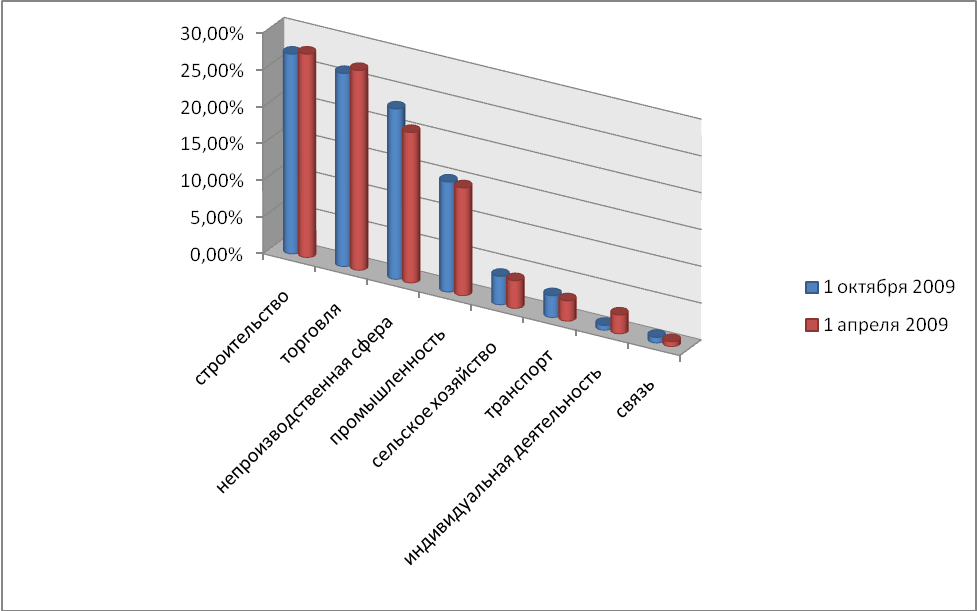 30,00%
25,00%
20,00%
15,00%
10,00%
5,00%
0,00%
строительство
торговля
непроизводственная сфера
промышленность
сельское хозяйство
транспорт
индивидуальная деятельность
связь
1 октября 2009
1 апреля 2009